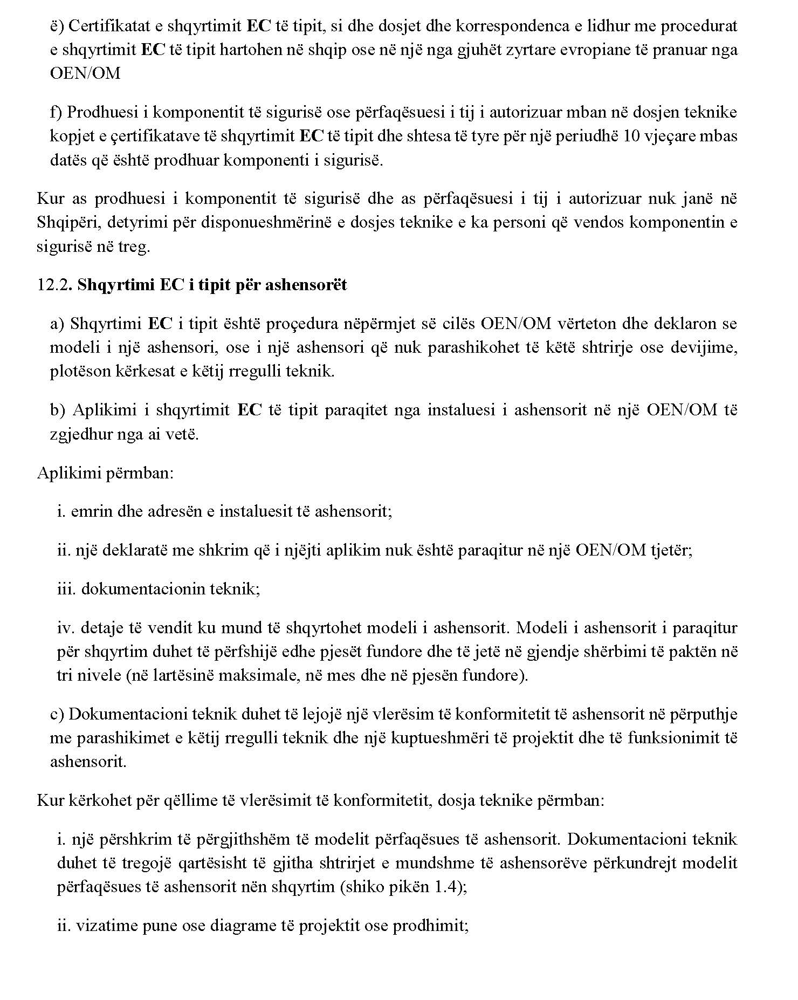 ë) Certifikatat e shqyrtimit EC të tipit, si dhe dosjet dhe korrespondenca e lidhur me procedurat
e shqyrtimit EC të tipit hartohen në shqip ose në një nga gjuhët zyrtare evropiane të pranuar nga
OEN/OM
f) Prodhuesi i komponentit të sigurisë ose përfaqësuesi i tij i autorizuar mban në dosjen teknike
kopjet e çertifikatave të shqyrtimit EC të tipit dhe shtesa të tyre për një periudhë 10 vjeçare mbas
datës që është prodhuar komponenti i sigurisë.
Kur as prodhuesi i komponentit të sigurisë dhe as përfaqësuesi i tij i autorizuar nuk janë në
Shqipëri, detyrimi për disponueshmërinë e dosjes teknike e ka personi që vendos komponentin e
sigurisë në treg.
12.2. Shqyrtimi EC i tipit për ashensorët
a) Shqyrtimi EC i tipit është proçedura nëpërmjet së cilës OEN/OM vërteton dhe deklaron se
modeli i një ashensori, ose i një ashensori që nuk parashikohet të këtë shtrirje ose devijime,
plotëson kërkesat e këtij rregulli teknik.
b) Aplikimi i shqyrtimit EC të tipit paraqitet nga instaluesi i ashensorit në një OEN/OM të
zgjedhur nga ai vetë.
Aplikimi përmban:
i. emrin dhe adresën e instaluesit të ashensorit;
ii. një deklaratë me shkrim që i njëjti aplikim nuk është paraqitur në një OEN/OM tjetër;
iii. dokumentacionin teknik;
iv. detaje të vendit ku mund të shqyrtohet modeli i ashensorit. Modeli i ashensorit i paraqitur
për shqyrtim duhet të përfshijë edhe pjesët fundore dhe të jetë në gjendje shërbimi të paktën në
tri nivele (në lartësinë maksimale, në mes dhe në pjesën fundore).
c) Dokumentacioni teknik duhet të lejojë një vlerësim të konformitetit të ashensorit në përputhje
me parashikimet e këtij rregulli teknik dhe një kuptueshmëri të projektit dhe të funksionimit të
ashensorit.
Kur kërkohet për qëllime të vlerësimit të konformitetit, dosja teknike përmban:
i. një përshkrim të përgjithshëm të modelit përfaqësues të ashensorit. Dokumentacioni teknik
duhet të tregojë qartësisht të gjitha shtrirjet e mundshme të ashensorëve përkundrejt modelit
përfaqësues të ashensorit nën shqyrtim (shiko pikën 1.4);
ii. vizatime pune ose diagrame të projektit ose prodhimit;